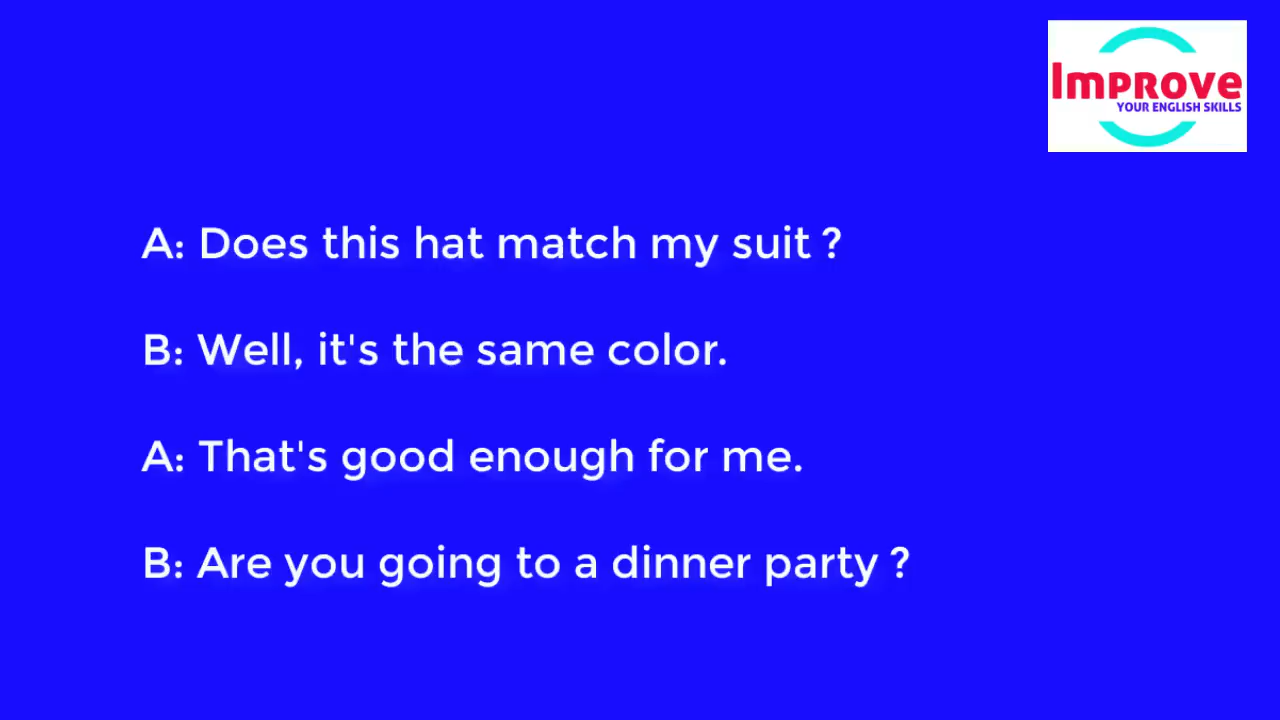 Improve
YOUR ENGLISH SKILLS
A: Does this hat match my suit ?
B: Well, it's the same color.
A: That's good enough for me.
B: Are you going to a dinner party ?